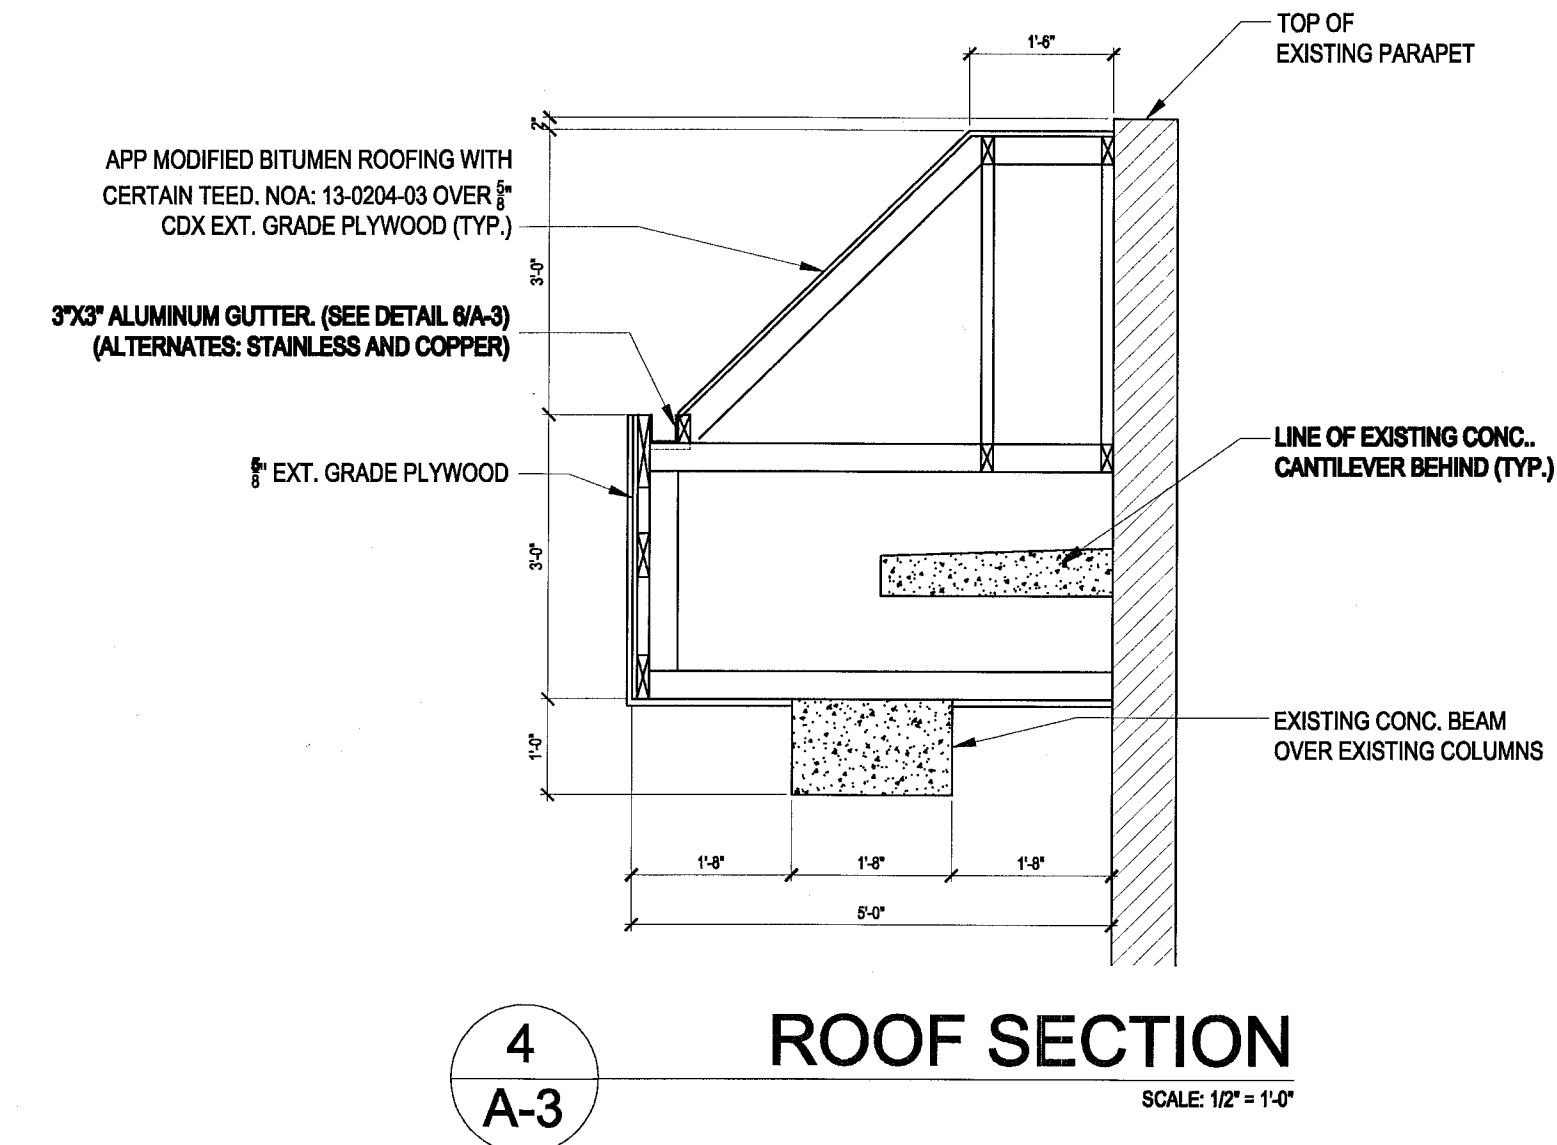 TOP OF
EXISTING PARAPET
1'-6"
2"
APP MODIFIED BITUMEN ROOFING WITH
CERTAIN TEED. NOA: 13-0204-03 OVER 5/8"
CDX EXT. GRADE PLYWOOD (TYP.)
3'-0"
3"X3" ALUMINUM GUTTER. (SEE DETAIL 6/A-3)
(ALTERNATES: STAINLESS AND COPPER)
LINE OF EXISTING CONC..
CANTILEVER BEHIND (TYP.)
5/8" EXT. GRADE PLYWOOD
3'-0"
EXISTING CONC. BEAM
OVER EXISTING COLUMNS
1'-0"
1'-8" 1'-8" 1'-8"
5'-0"
4
A-3
ROOF SECTION
SCALE: 1/2" = 1'-0"